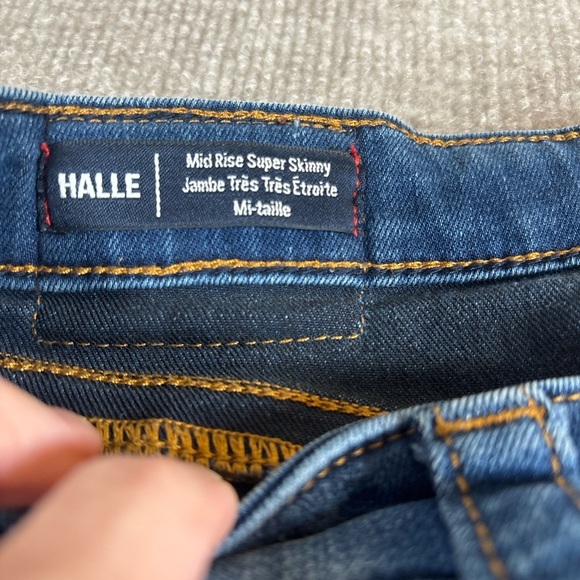 HALLE
Mid Rise Super Skinny
Jambe Très Très Étroite
Mi-taille